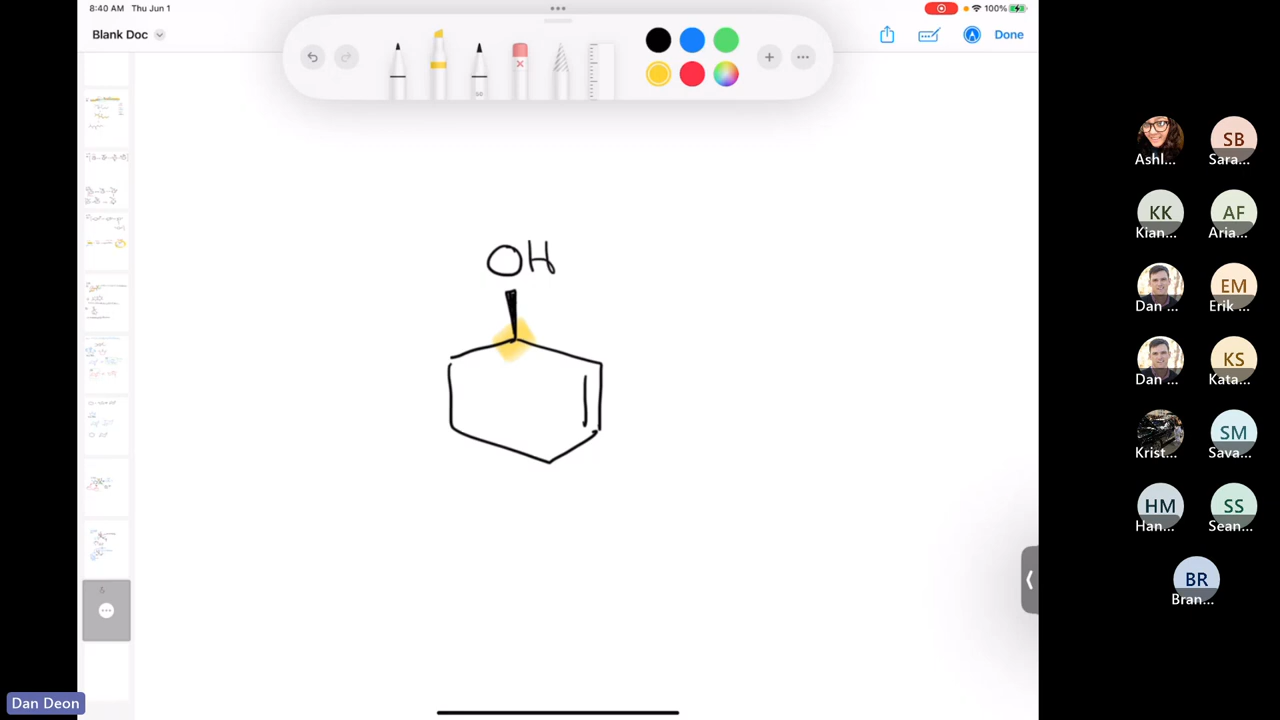 8:40 AM Thu Jun 1
100%
Blank Doc
Done
OH
Ashl...
SB
Sara...
KK
Kian...
AF
Aria...
Dan ...
EM
Erik ...
Dan ...
KS
Kata...
Krist...
SM
Sava...
HM
Han...
SS
Sean...
BR
Bran...
Dan Deon